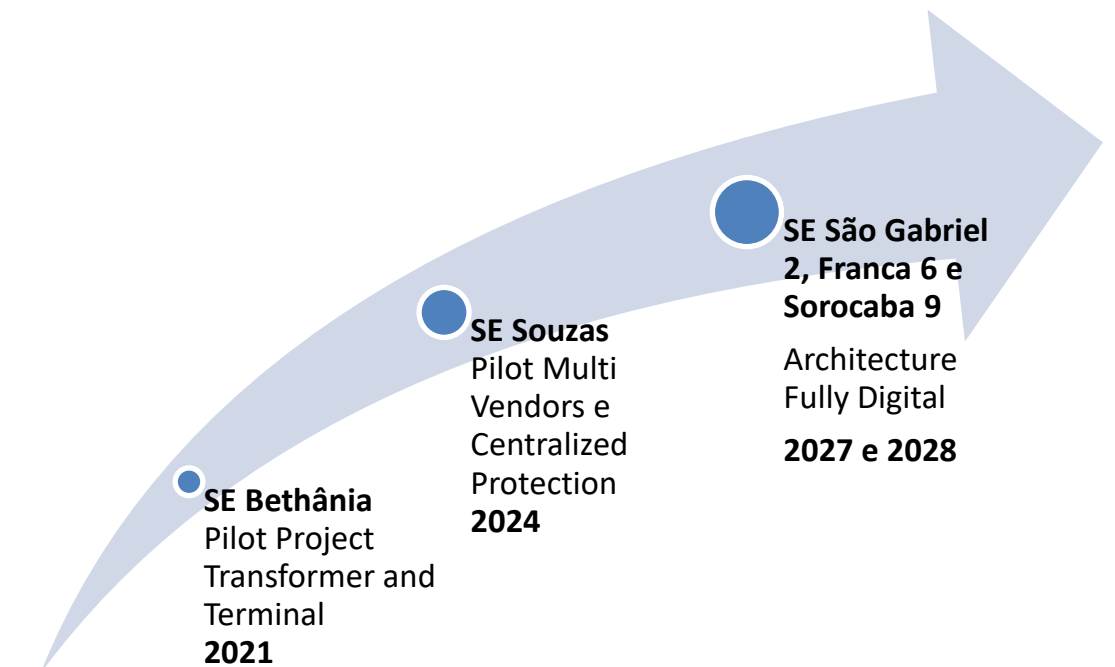 SE Bethânia
Pilot Project
Transformer and
Terminal
2021
SE Souzas
Pilot Multi
Vendors e
Centralized
Protection
2024
SE São Gabriel
2, Franca 6 e
Sorocaba 9
Architecture
Fully Digital
2027 e 2028